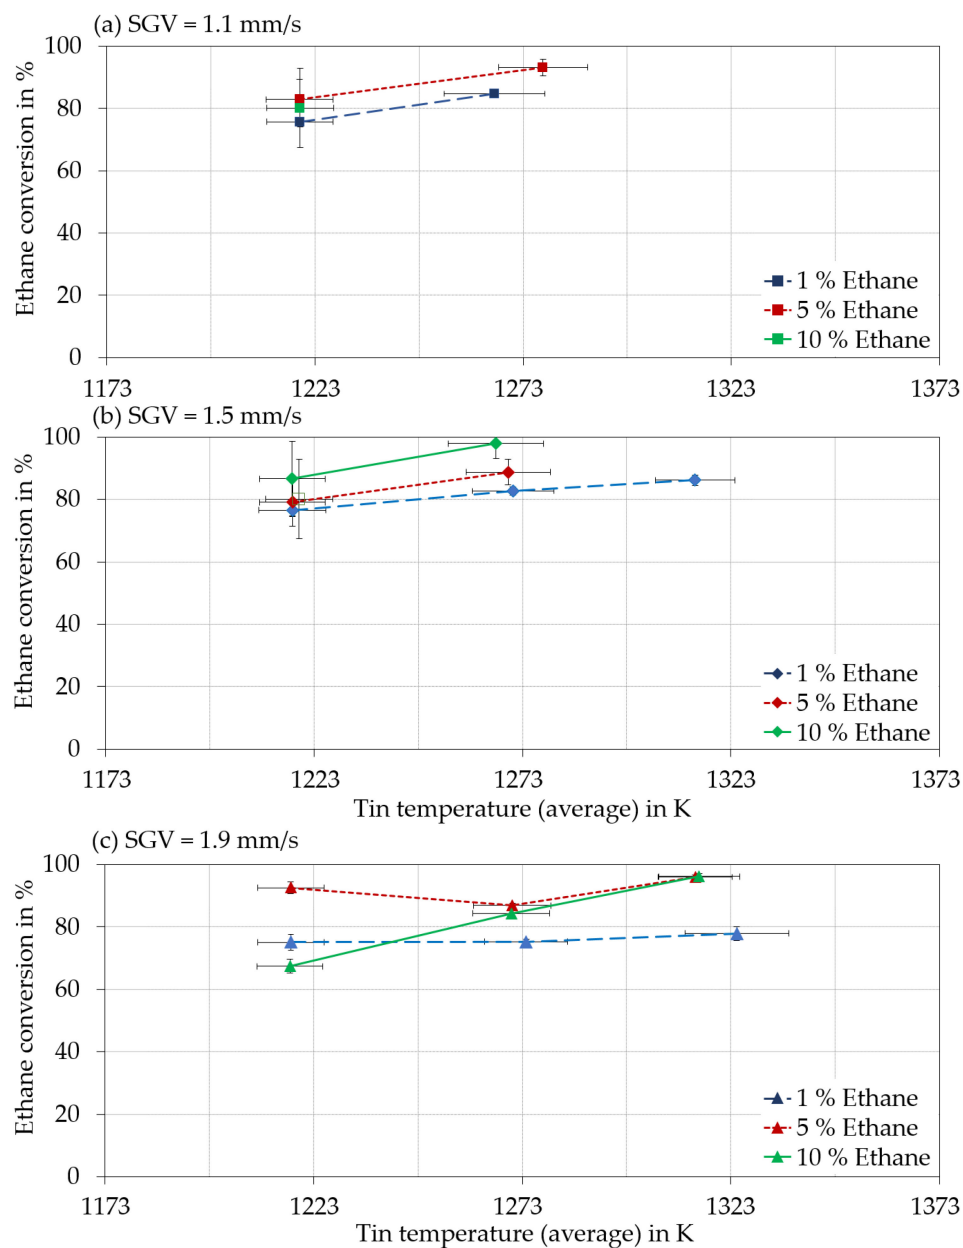 (a) SGV = 1.1 mm/s
Ethane conversion in %
100
80
60
40
20
0
1 % Ethane
5 % Ethane
10 % Ethane
1173 1223 1273 1323 1373
(b) SGV = 1.5 mm/s
Ethane conversion in %
100
80
60
40
20
0
1 % Ethane
5 % Ethane
10 % Ethane
1173 1223 1273 1323 1373
Tin temperature (average) in K
(c) SGV = 1.9 mm/s
Ethane conversion in %
100
80
60
40
20
0
1 % Ethane
5 % Ethane
10 % Ethane
1173 1223 1273 1323 1373
Tin temperature (average) in K